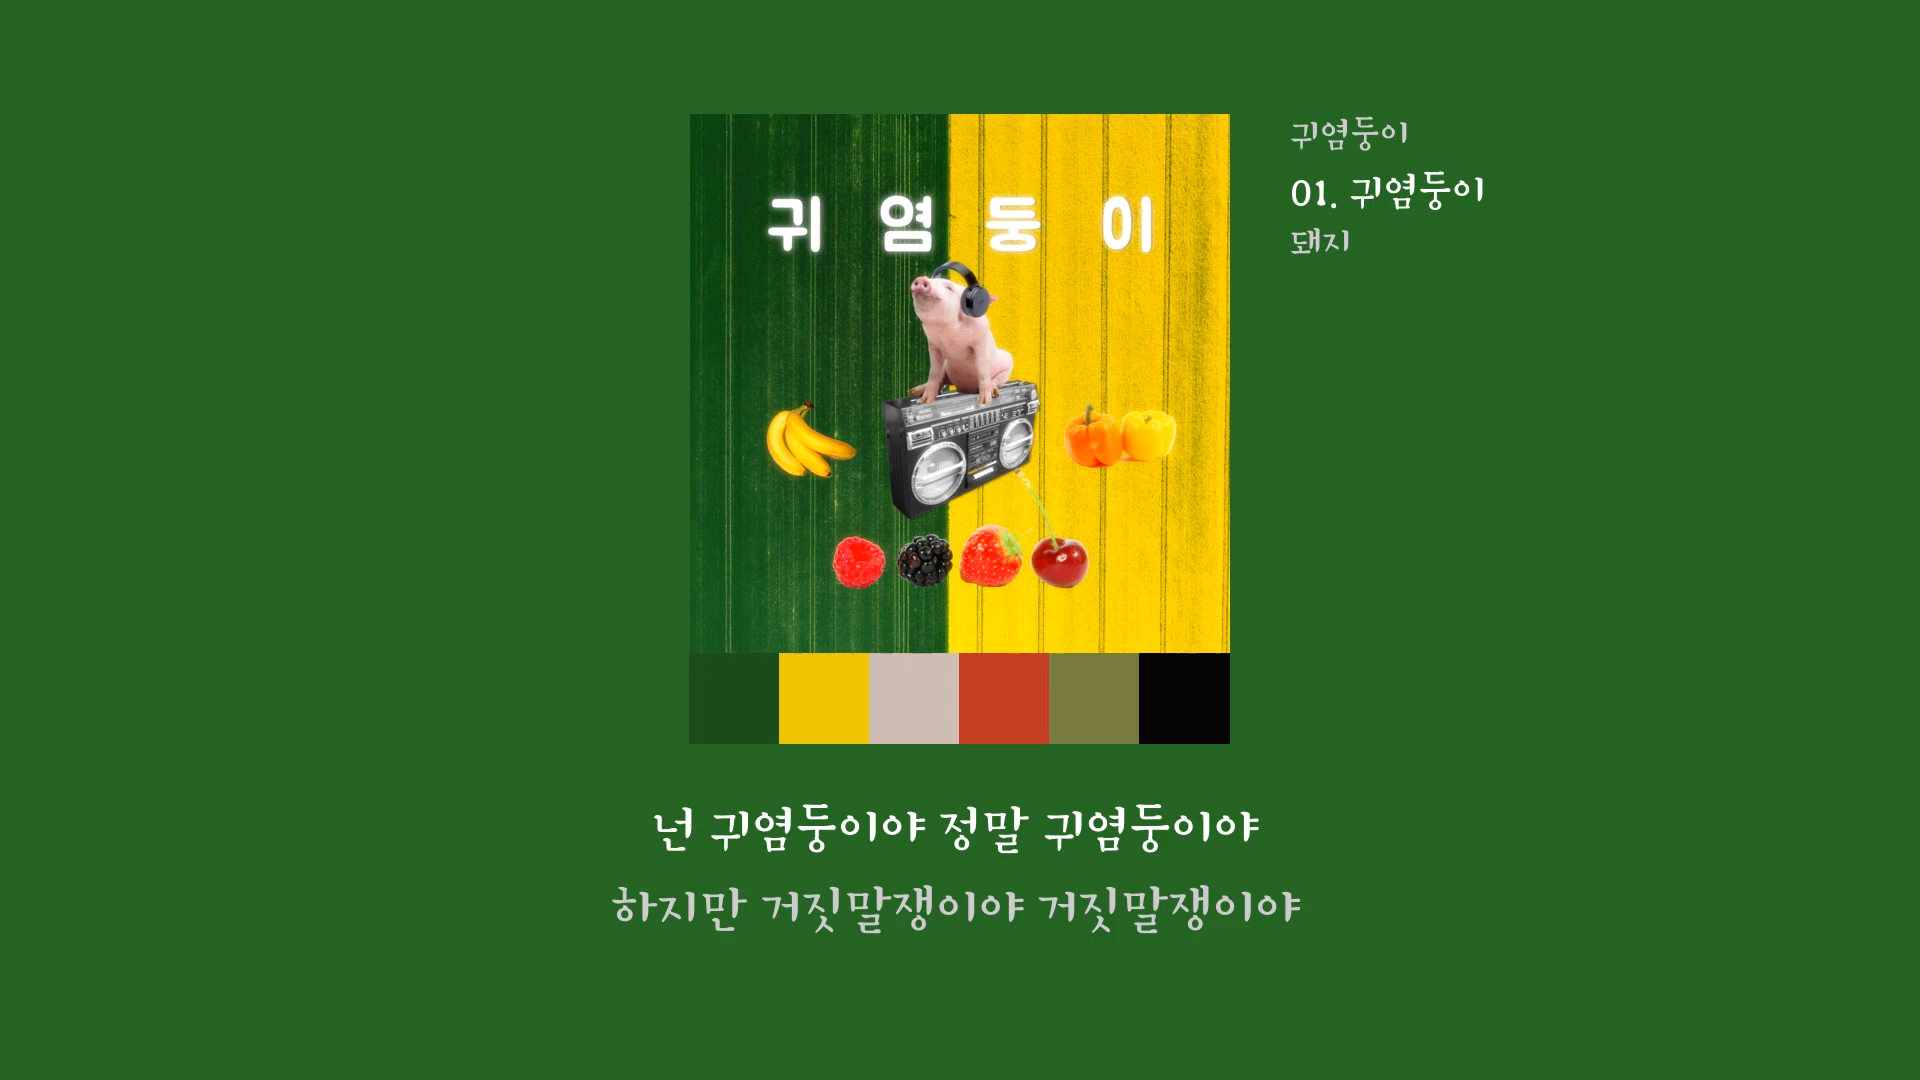 귀염둥이
귀염둥이
01. 귀염둥이
돼지
넌 귀염둥이야 정말 귀염둥이야
하지만 거짓말쟁이야 거짓말쟁이야